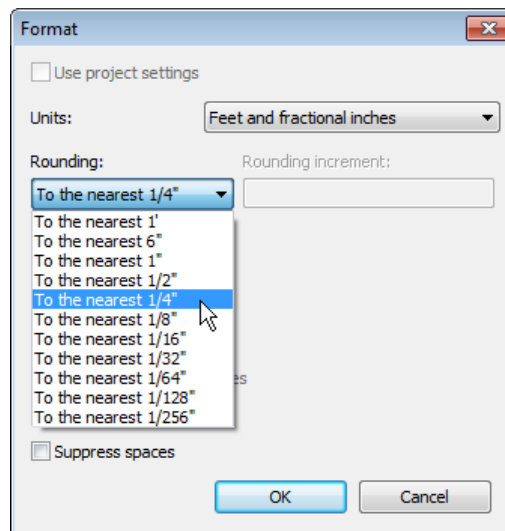 Format
Use project settings
Units:
Feet and fractional inches
Rounding:
Rounding increment:
To the nearest 1/4"
To the nearest 1'
To the nearest 6"
To the nearest 1"
To the nearest 1/2"
To the nearest 1/4"
To the nearest 1/8"
To the nearest 1/16"
To the nearest 1/32"
To the nearest 1/64"
To the nearest 1/128"
To the nearest 1/256"
Suppress spaces
OK
Cancel